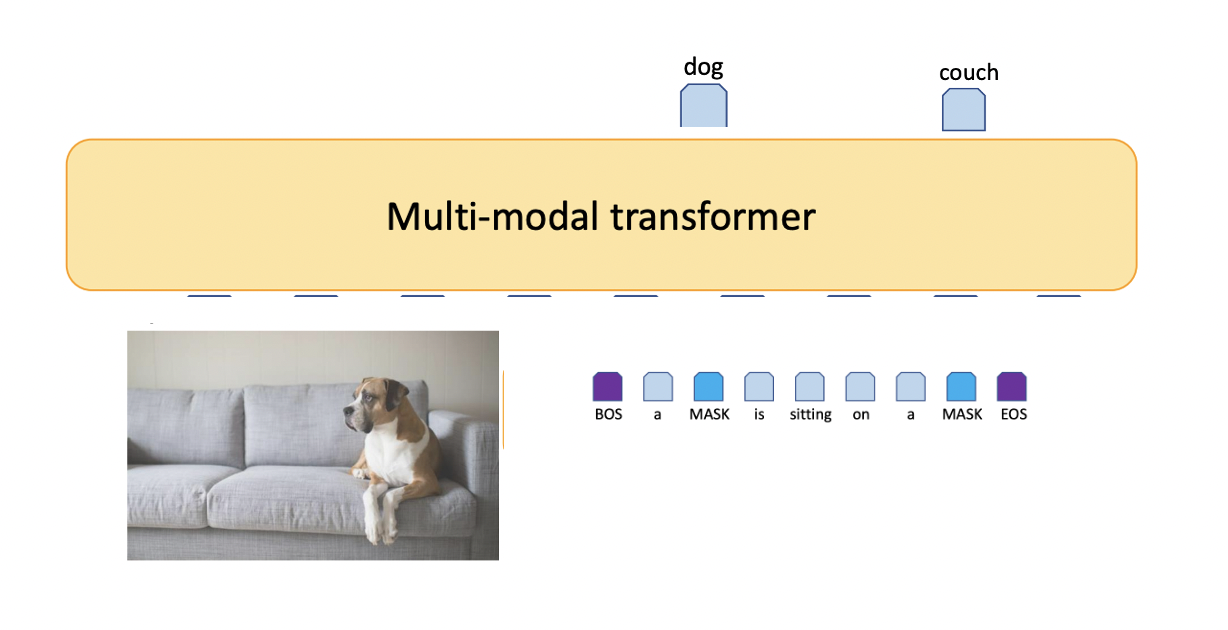 dog
couch
Multi-modal transformer
BOS a MASK is sitting on a MASK EOS